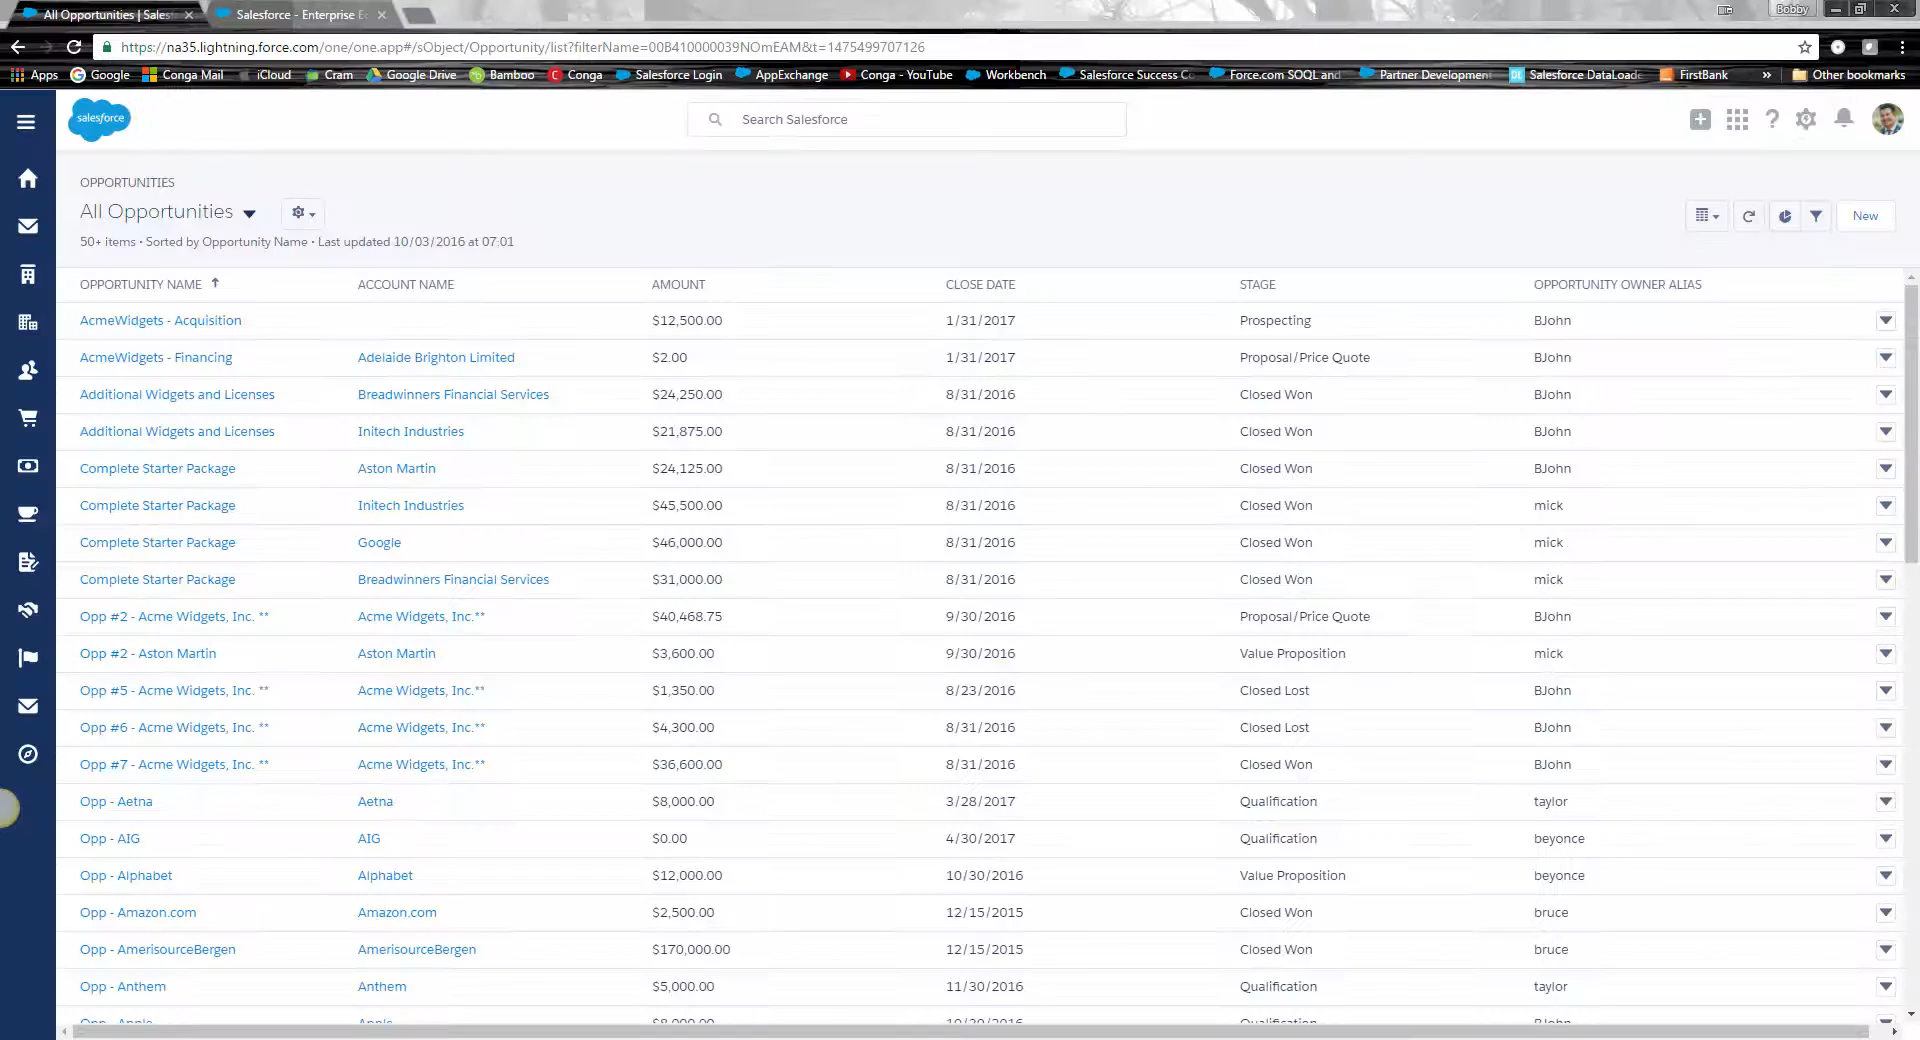 All Opportunities | Sales
Salesforce - Enterprise E
Bobby
https://na35.lightning.force.com/one/one.app#/sObject/Opportunity/list?filterName=00B410000039NOmEAM&t=1475499707126
Apps Google Conga Mail iCloud Cram Google Drive Bamboo Conga Salesforce Login AppExchange Conga - YouTube Workbench Salesforce Success Co Force.com SOQL and Partner Development Salesforce DataLoade FirstBank » Other bookmarks
salesforce
Search Salesforce
OPPORTUNITIES
All Opportunities
50+ items • Sorted by Opportunity Name • Last updated 10/03/2016 at 07:01
New
OPPORTUNITY NAME ACCOUNT NAME AMOUNT CLOSE DATE STAGE OPPORTUNITY OWNER ALIAS
AcmeWidgets - Acquisition $12,500.00 1/31/2017 Prospecting BJohn
AcmeWidgets - Financing Adelaide Brighton Limited $2.00 1/31/2017 Proposal/Price Quote BJohn
Additional Widgets and Licenses Breadwinners Financial Services $24,250.00 8/31/2016 Closed Won BJohn
Additional Widgets and Licenses Initech Industries $21,875.00 8/31/2016 Closed Won BJohn
Complete Starter Package Aston Martin $24,125.00 8/31/2016 Closed Won BJohn
Complete Starter Package Initech Industries $45,500.00 8/31/2016 Closed Won mick
Complete Starter Package Google $46,000.00 8/31/2016 Closed Won mick
Complete Starter Package Breadwinners Financial Services $31,000.00 8/31/2016 Closed Won mick
Opp #2 - Acme Widgets, Inc. ** Acme Widgets, Inc.** $40,468.75 9/30/2016 Proposal/Price Quote BJohn
Opp #2 - Aston Martin Aston Martin $3,600.00 9/30/2016 Value Proposition mick
Opp #5 - Acme Widgets, Inc. ** Acme Widgets, Inc.** $1,350.00 8/23/2016 Closed Lost BJohn
Opp #6 - Acme Widgets, Inc. ** Acme Widgets, Inc.** $4,300.00 8/31/2016 Closed Lost BJohn
Opp #7 - Acme Widgets, Inc. ** Acme Widgets, Inc.** $36,600.00 8/31/2016 Closed Won BJohn
Opp - Aetna Aetna $8,000.00 3/28/2017 Qualification taylor
Opp - AIG AIG $0.00 4/30/2017 Qualification beyonce
Opp - Alphabet Alphabet $12,000.00 10/30/2016 Value Proposition beyonce
Opp - Amazon.com Amazon.com $2,500.00 12/15/2015 Closed Won bruce
Opp - AmerisourceBergen AmerisourceBergen $170,000.00 12/15/2015 Closed Won bruce
Opp - Anthem Anthem $5,000.00 11/30/2016 Qualification taylor
Opp - Apple Apple Qualification BJohn